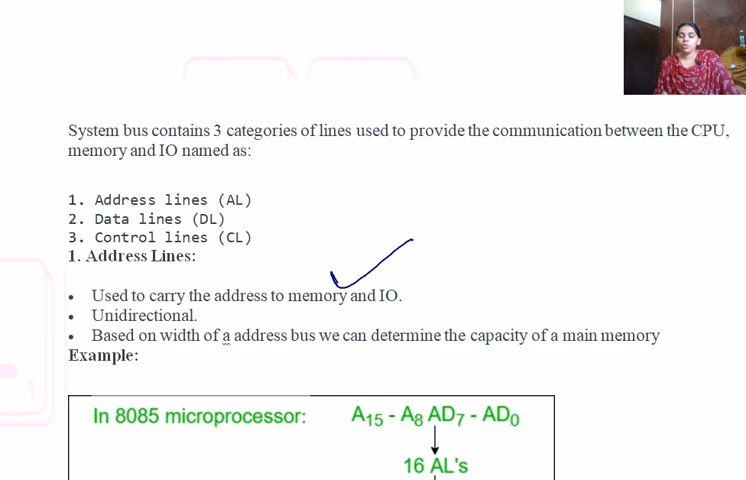 System bus contains 3 categories of lines used to provide the communication between the CPU,
memory and IO named as:
1. Address lines (AL)
2. Data lines (DL)
3. Control lines (CL)
1. Address Lines:
• Used to carry the address to memory and IO.
• Unidirectional.
• Based on width of a address bus we can determine the capacity of a main memory
Example:
In 8085 microprocessor: A15 - A8 AD7 - AD0
16 AL's